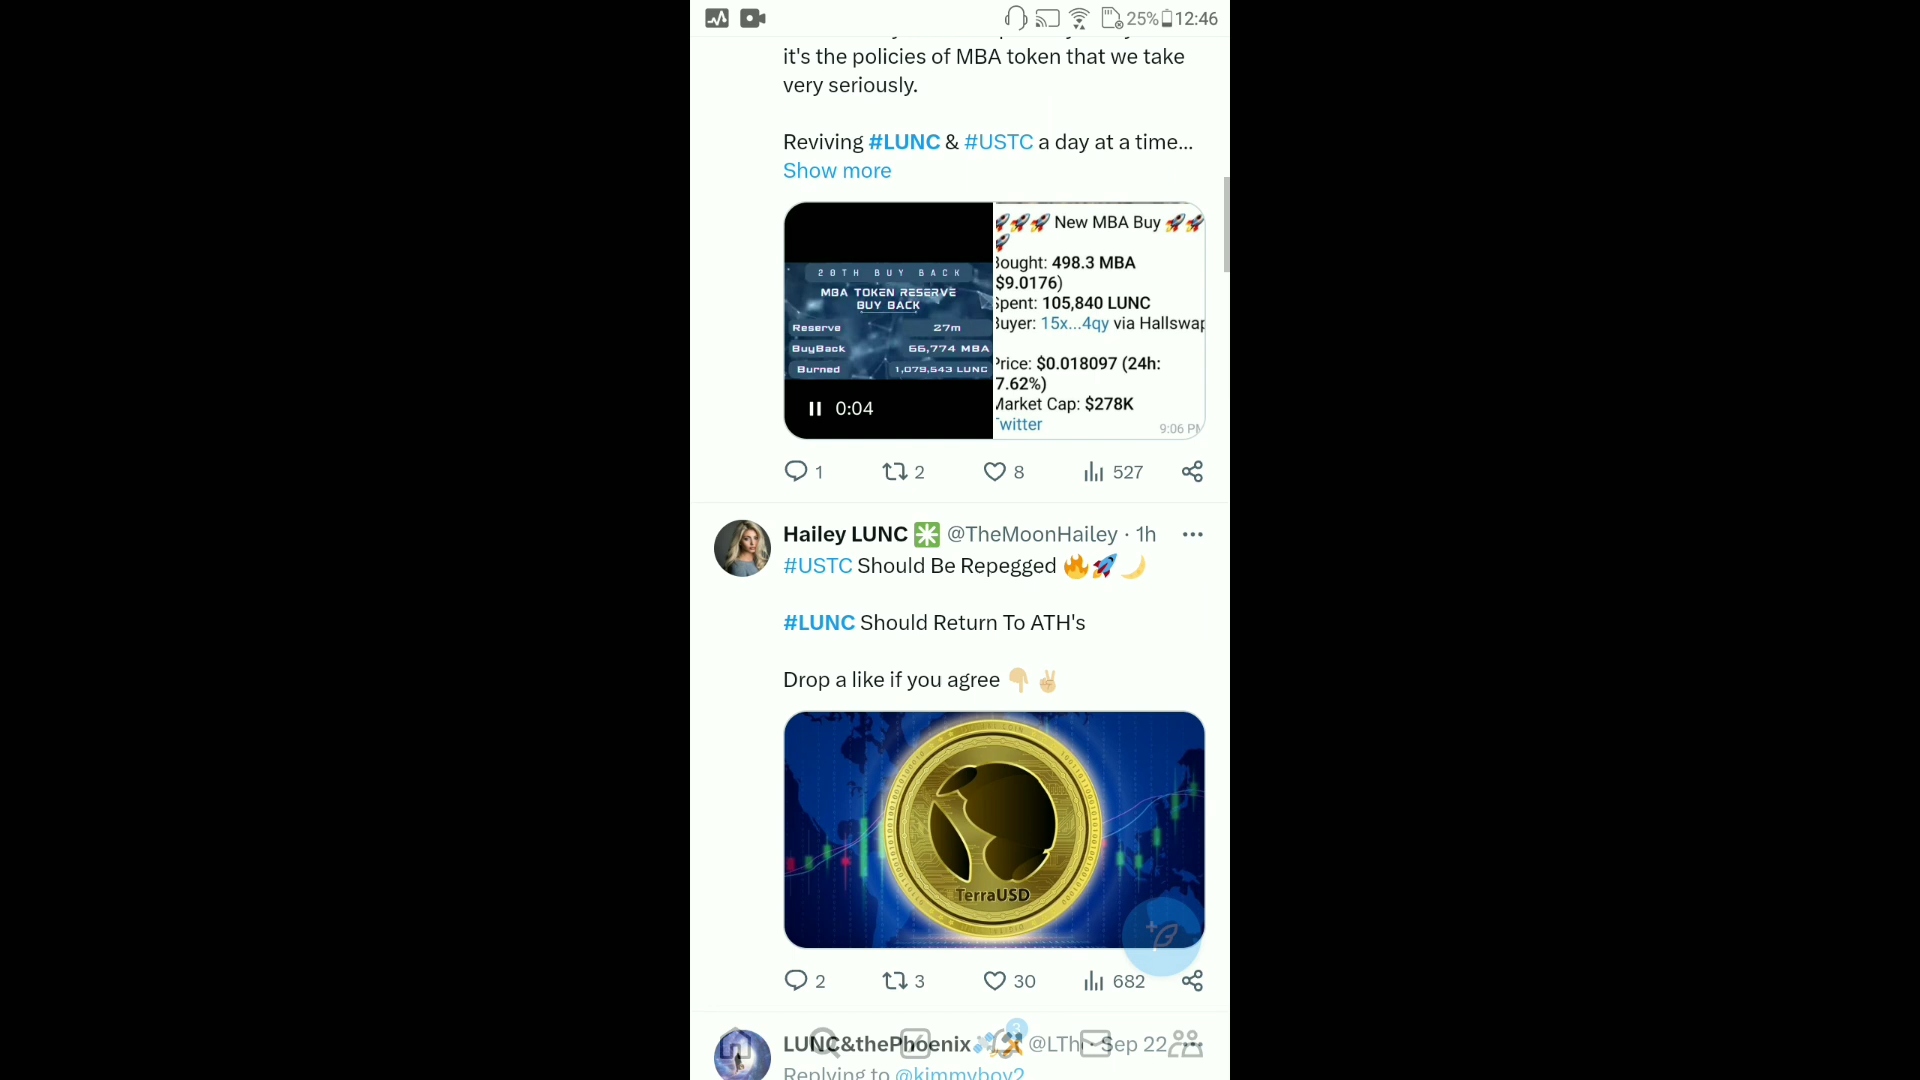 25% 12:46
it's the policies of MBA token that we take
very seriously.
Reviving #LUNC & #USTC a day at a time...
Show more
28TH BUY BACK
MBA TOKEN RESERVE
BUY BACK
Reserve 27m
BuyBack 66,774 MBA
Burned 1,079,543 LUNC
0:04
New MBA Buy
Bought: 498.3 MBA
$9.0176)
Spent: 105,840 LUNC
Buyer: 15x...4qy via Hallswap
Price: $0.018097 (24h:
7.62%)
Market Cap: $278K
Twitter
9:06 PM
1 2 8 527
Hailey LUNC @TheMoonHailey · 1h
#USTC Should Be Repegged
#LUNC Should Return To ATH's
Drop a like if you agree
TerraUSD
2 3 30 682
3
LUNC&thePhoenix @LTh · Sep 22
Replying to @kimmyboy2